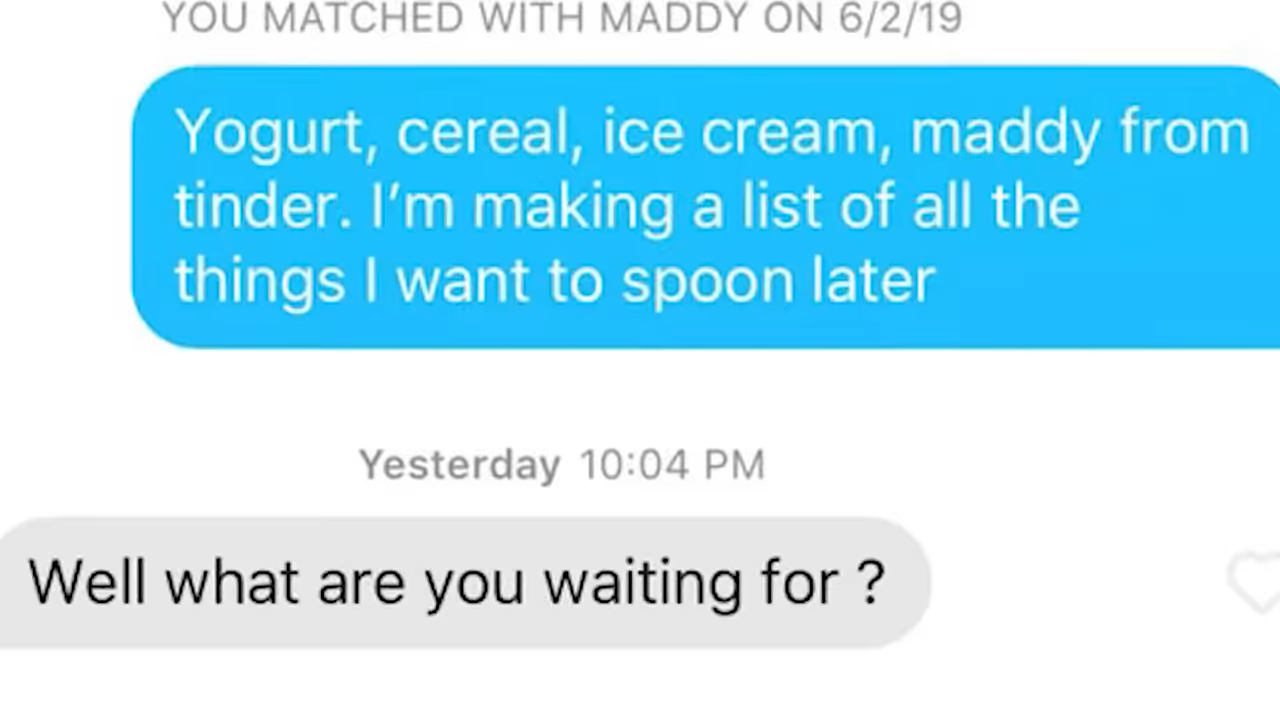 YOU MATCHED WITH MADDY ON 6/2/19
Yogurt, cereal, ice cream, maddy from
tinder. I’m making a list of all the
things I want to spoon later
Yesterday 10:04 PM
Well what are you waiting for ?